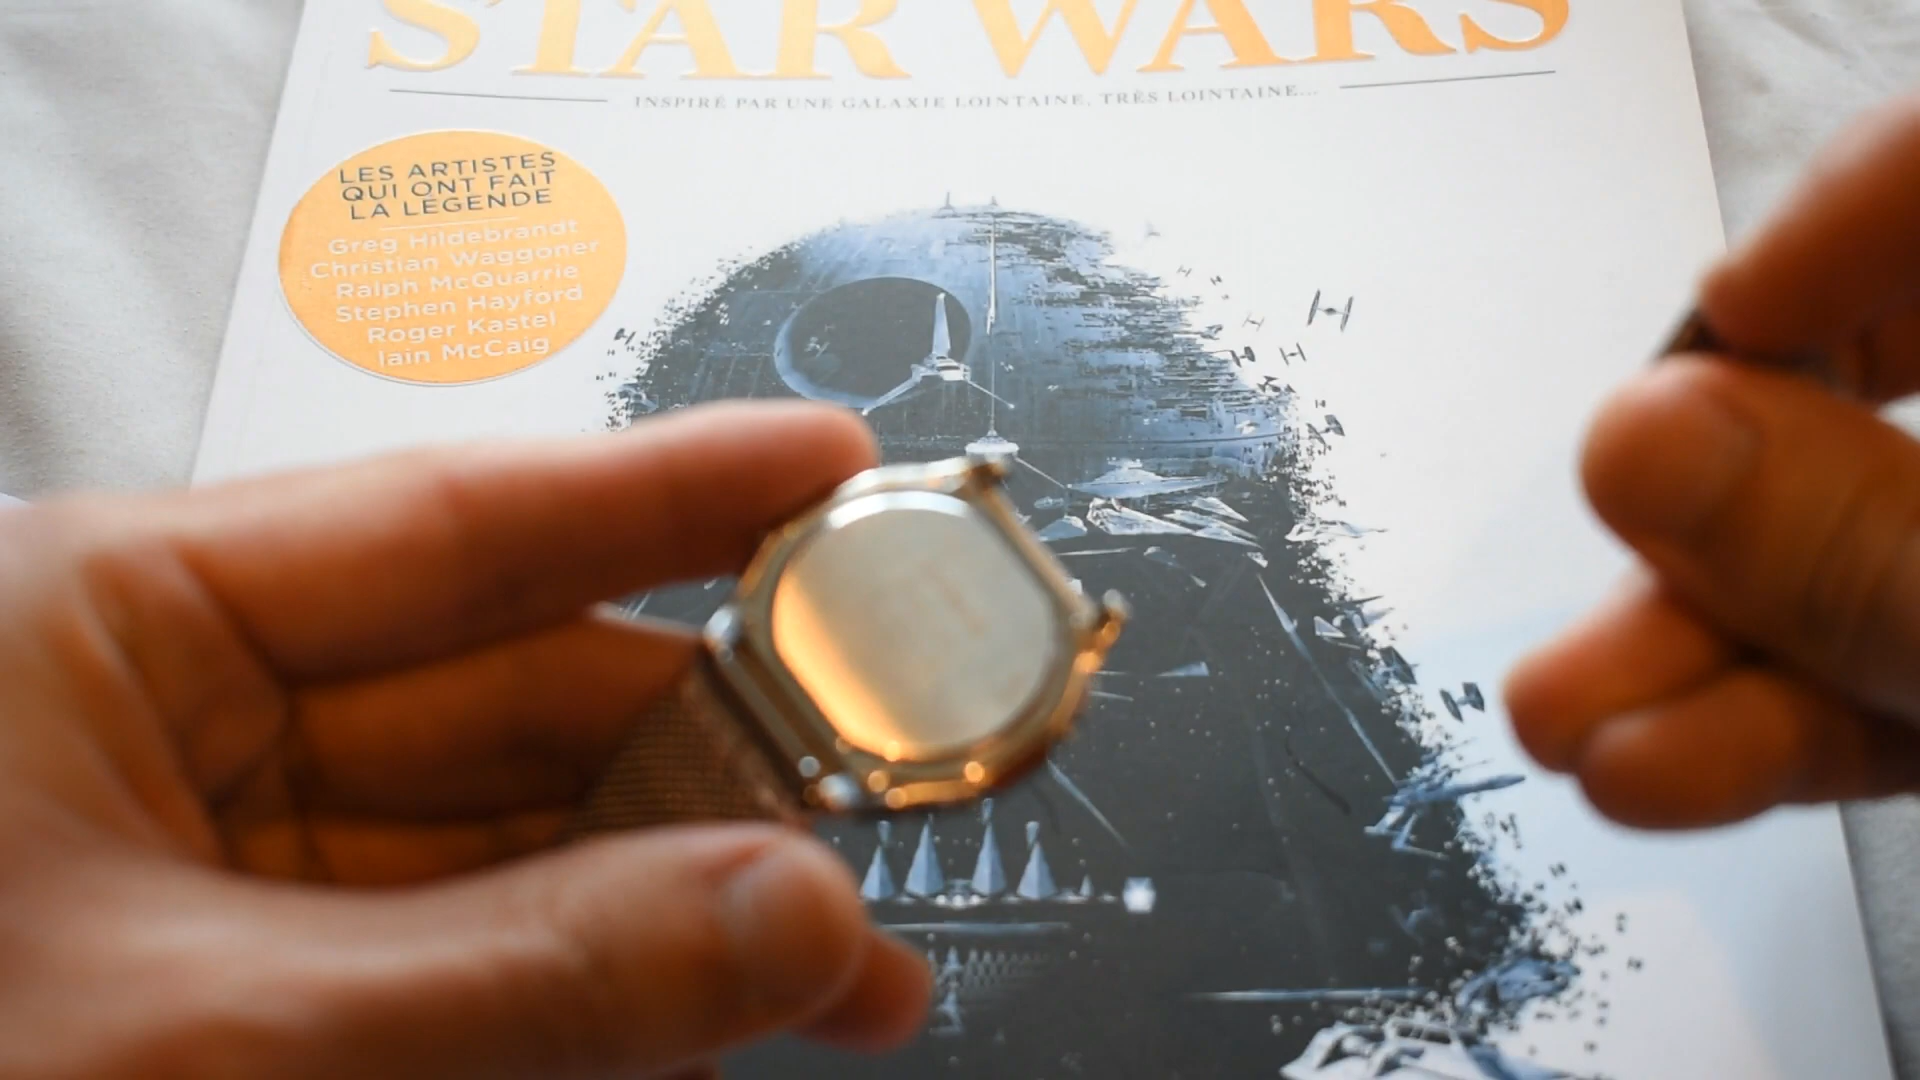 STAR WARS
INSPIRÉ PAR UNE GALAXIE LOINTAINE, TRÈS LOINTAINE...
LES ARTISTES
QUI ONT FAIT
LA LÉGENDE
Greg Hildebrandt
Christian Waggoner
Ralph McQuarrie
Stephen Hayford
Roger Kastel
Iain McCaig